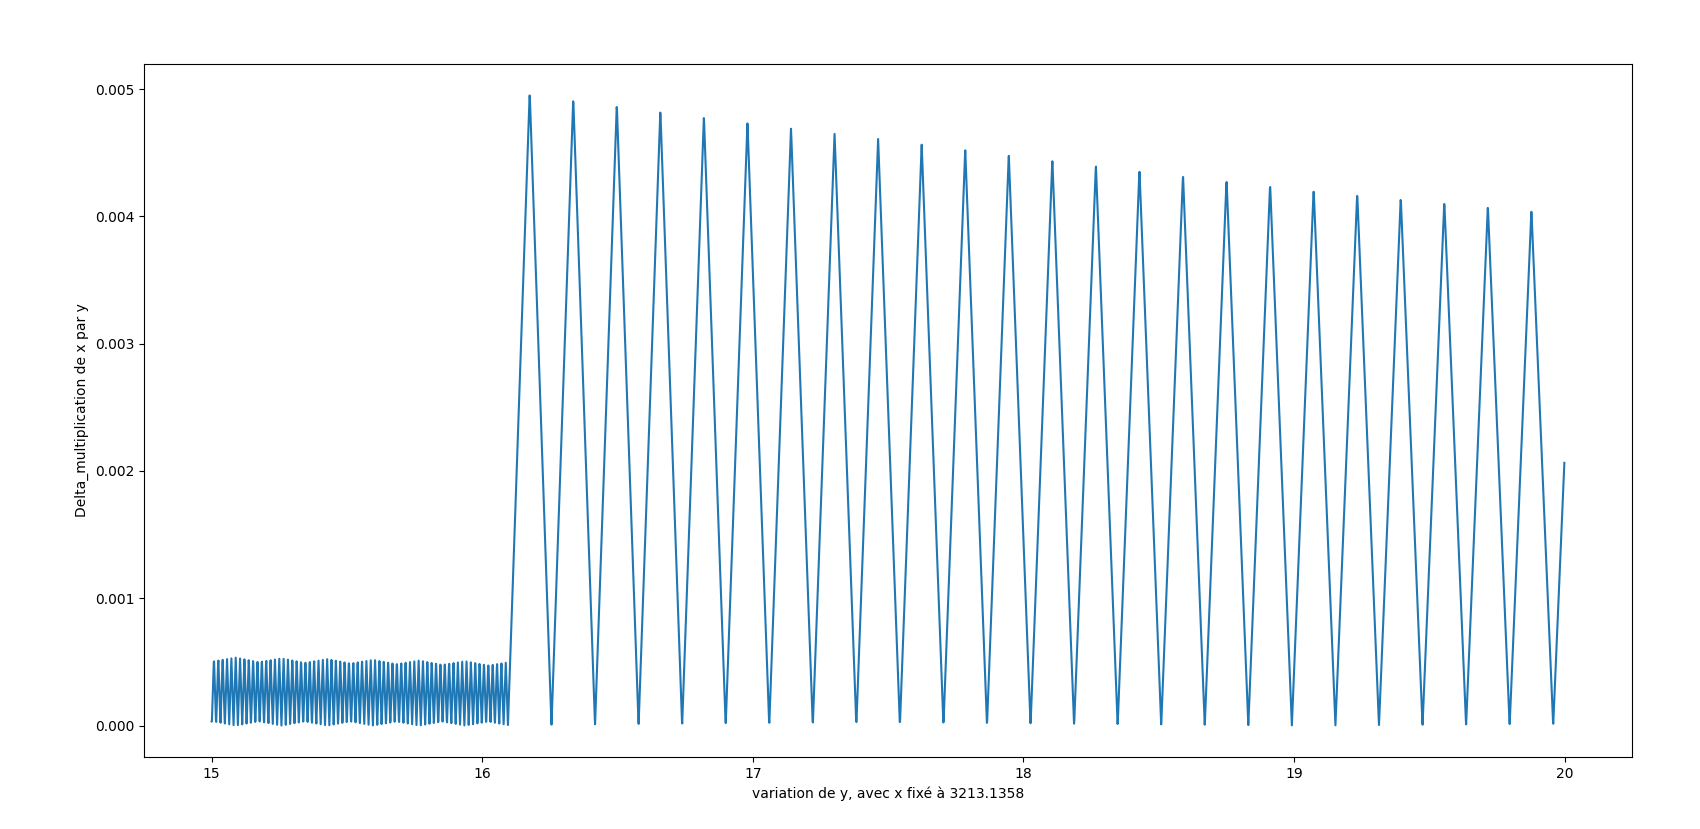 0.005
0.004
0.003
0.002
0.001
0.000
Delta_multiplication de x par y
15 16 17 18 19 20
variation de y, avec x fixé à 3213.1358